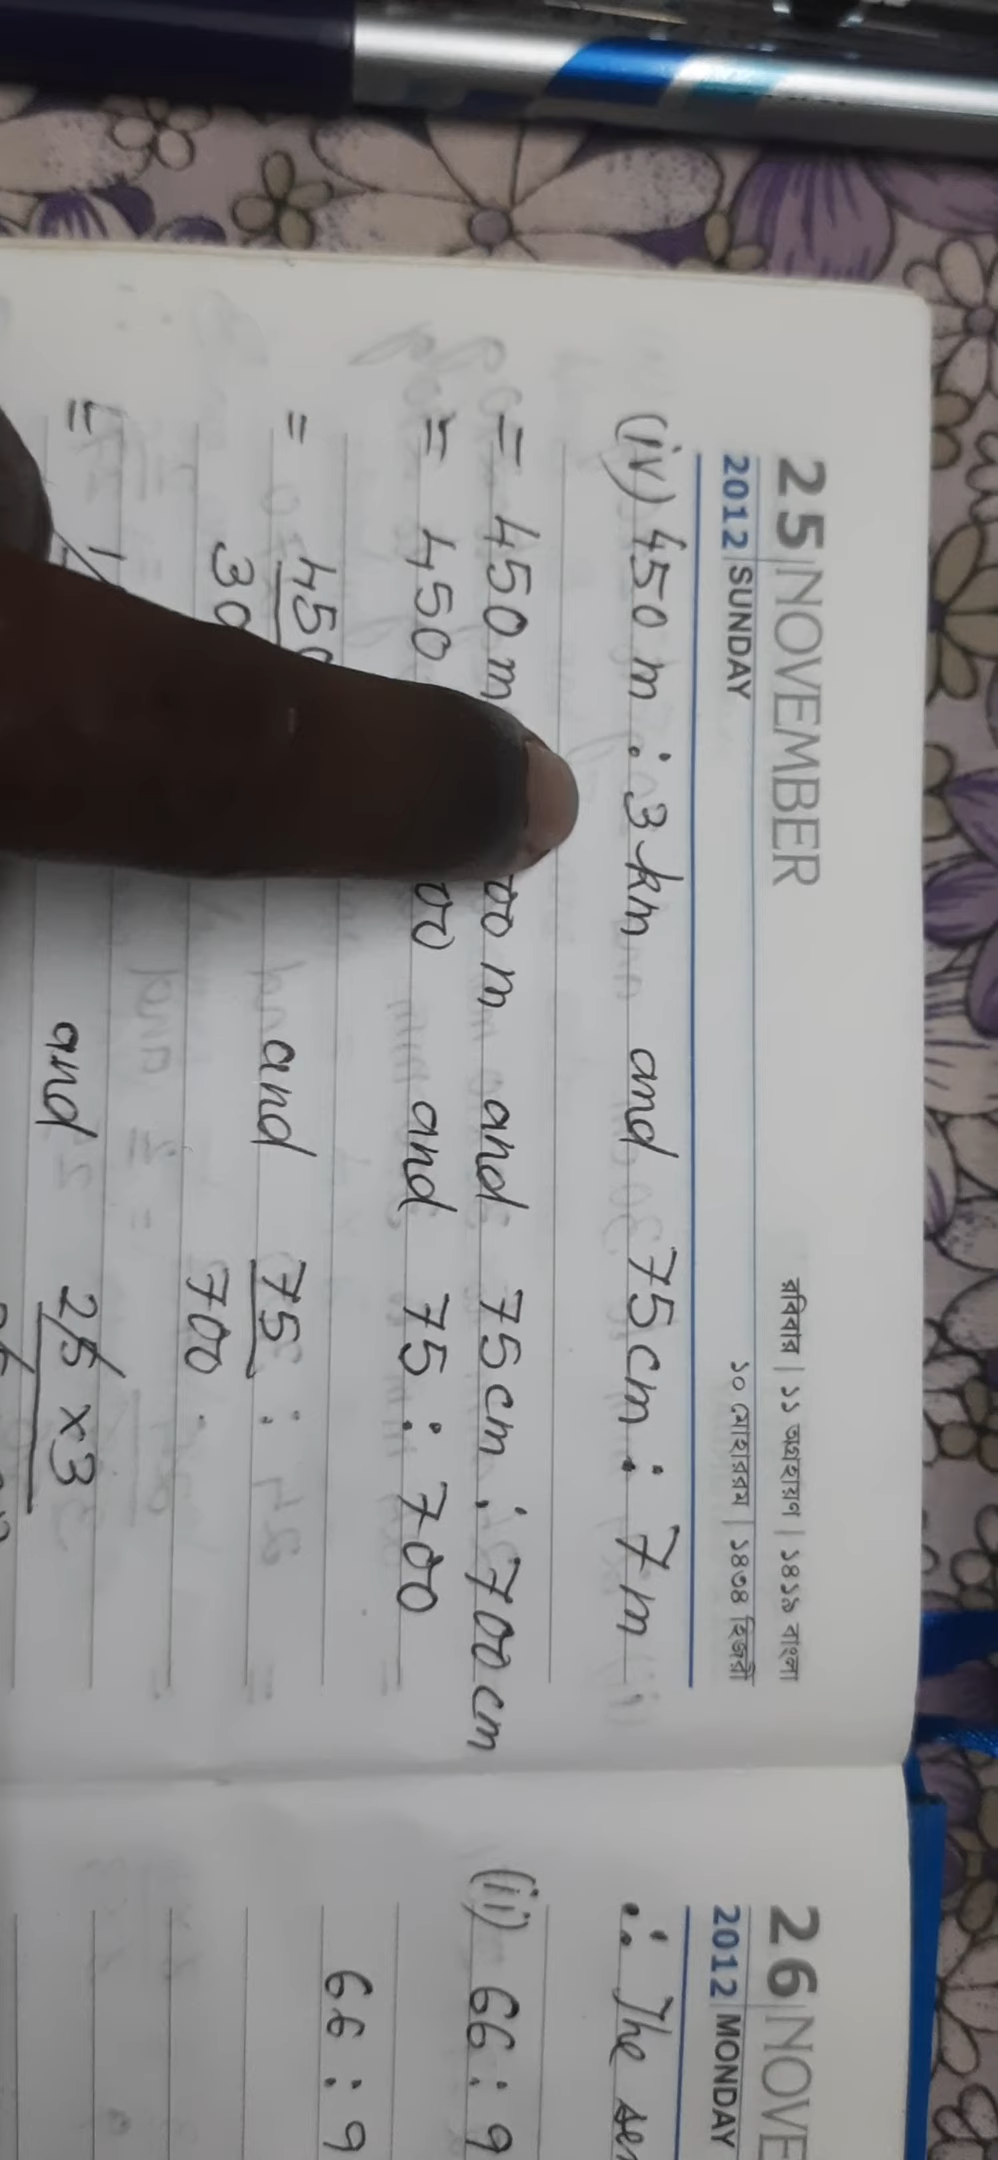 25 NOVEMBER
2012 SUNDAY
রবিবার | ১১ অগ্রহায়ণ | ১৪১৯ বাংলা
১০ মোহাররম | ১৪৩৪ হিজরী
(iv) 450 m : 3 km and 75 cm : 7 m
= 450 m 00 m and 75 cm : 700 cm
= 450 00 and 75 : 700
= 450 and 75 :
30 700
= and 25 × 3
26 NOVE
2012 MONDAY
∴ The
(ii) 66 : 9
66 : 9